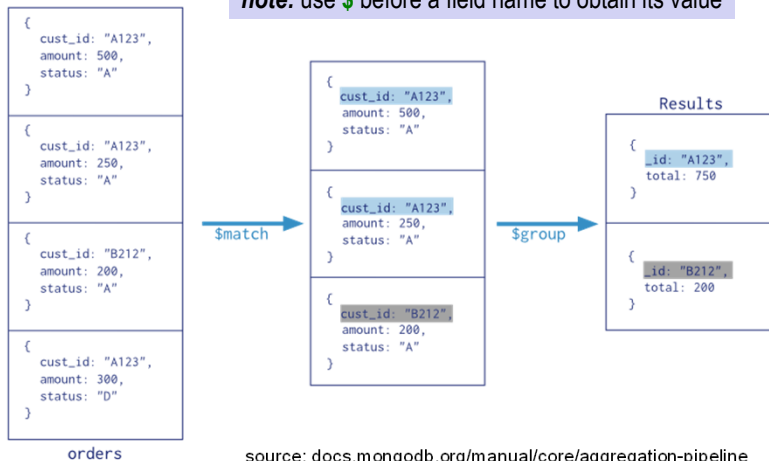 note: use $ before a field name to obtain its value
{
cust_id: "A123",
amount: 500,
status: "A"
}
{
cust_id: "A123",
amount: 250,
status: "A"
}
{
cust_id: "B212",
amount: 200,
status: "A"
}
{
cust_id: "A123",
amount: 300,
status: "D"
}
orders
$match
{
cust_id: "A123",
amount: 500,
status: "A"
}
{
cust_id: "A123",
amount: 250,
status: "A"
}
{
cust_id: "B212",
amount: 200,
status: "A"
}
$group
Results
{
_id: "A123",
total: 750
}
{
_id: "B212",
total: 200
}
source: docs.mongodb.org/manual/core/aggregation-pipeline